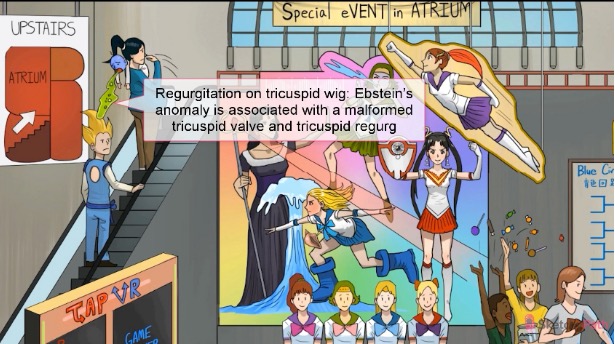 Special eVENT in ATRIUM
UPSTAIRS
ATRIUM
Regurgitation on tricuspid wig: Ebstein's
anomaly is associated with a malformed
tricuspid valve and tricuspid regurg
Blue Cir
TAP VR
GAME